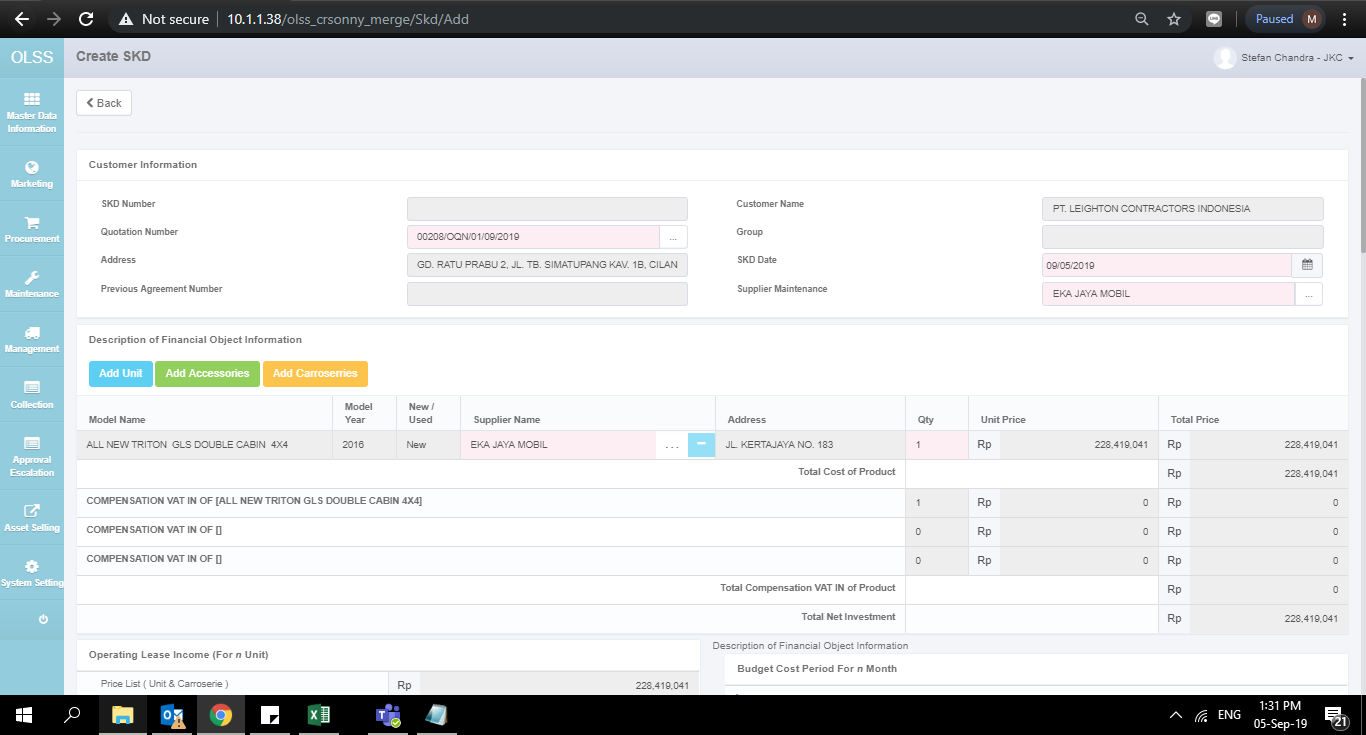 Not secure | 10.1.1.38/olss_crsonny_merge/Skd/Add
Paused M
OLSS
Create SKD
Stefan Chandra - JKC
Back
Master Data
Information
Marketing
Procurement
Maintenance
Management
Collection
Approval
Escalation
Asset Selling
System Setting
Customer Information
SKD Number
Customer Name PT. LEIGHTON CONTRACTORS INDONESIA
Quotation Number 00208/OQN/01/09/2019 ...
Group
Address GD. RATU PRABU 2, JL. TB. SIMATUPANG KAV. 1B, CILAN
SKD Date 09/05/2019
Previous Agreement Number
Supplier Maintenance EKA JAYA MOBIL ...
Description of Financial Object Information
Add Unit Add Accessories Add Carroserries
Model Name Model Year New / Used Supplier Name Address Qty Unit Price Total Price
ALL NEW TRITON GLS DOUBLE CABIN 4X4 2016 New EKA JAYA MOBIL ... − JL. KERTAJAYA NO. 183 1 Rp 228,419,041 Rp 228,419,041
Total Cost of Product Rp 228,419,041
COMPENSATION VAT IN OF [ALL NEW TRITON GLS DOUBLE CABIN 4X4] 1 Rp 0 Rp 0
COMPENSATION VAT IN OF [] 0 Rp 0 Rp 0
COMPENSATION VAT IN OF [] 0 Rp 0 Rp 0
Total Compensation VAT IN of Product Rp 0
Total Net Investment Rp 228,419,041
Operating Lease Income (For n Unit)
Price List ( Unit & Carroserie ) Rp 228,419,041
Description of Financial Object Information
Budget Cost Period For n Month
ENG
1:31 PM
05-Sep-19
21